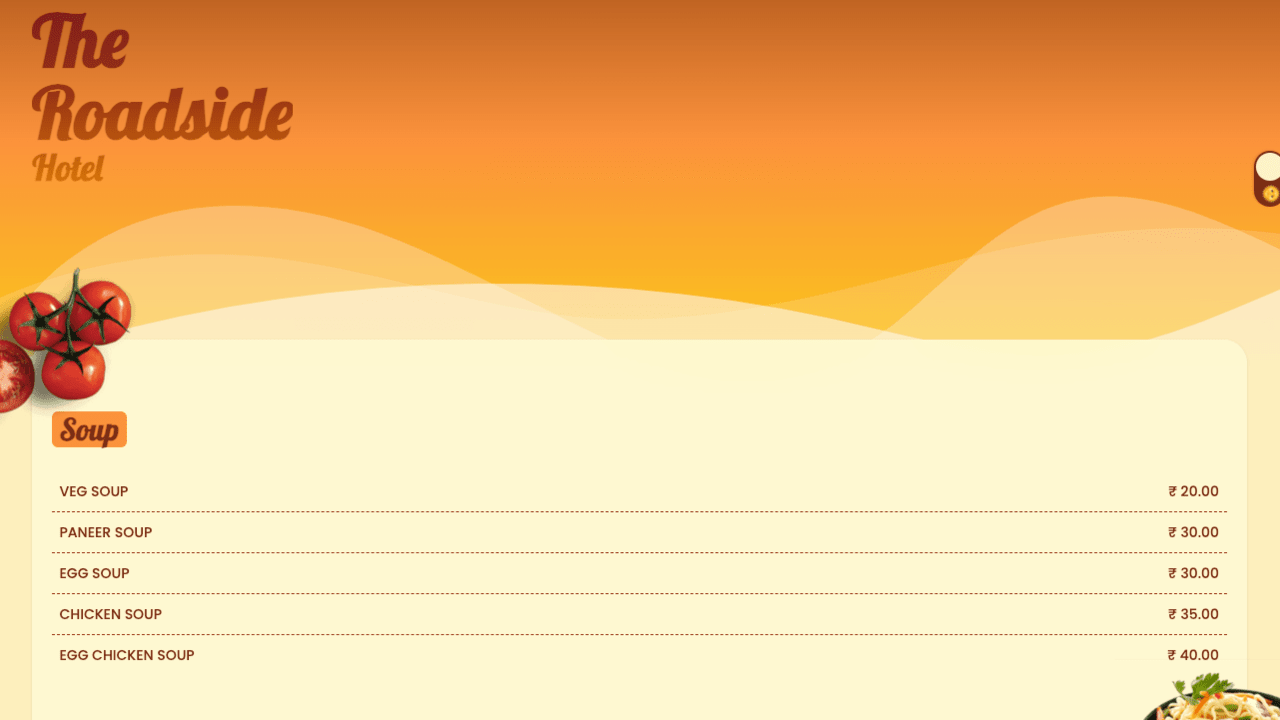 The
Roadside
Hotel
Soup
VEG SOUP ₹ 20.00
PANEER SOUP ₹ 30.00
EGG SOUP ₹ 30.00
CHICKEN SOUP ₹ 35.00
EGG CHICKEN SOUP ₹ 40.00